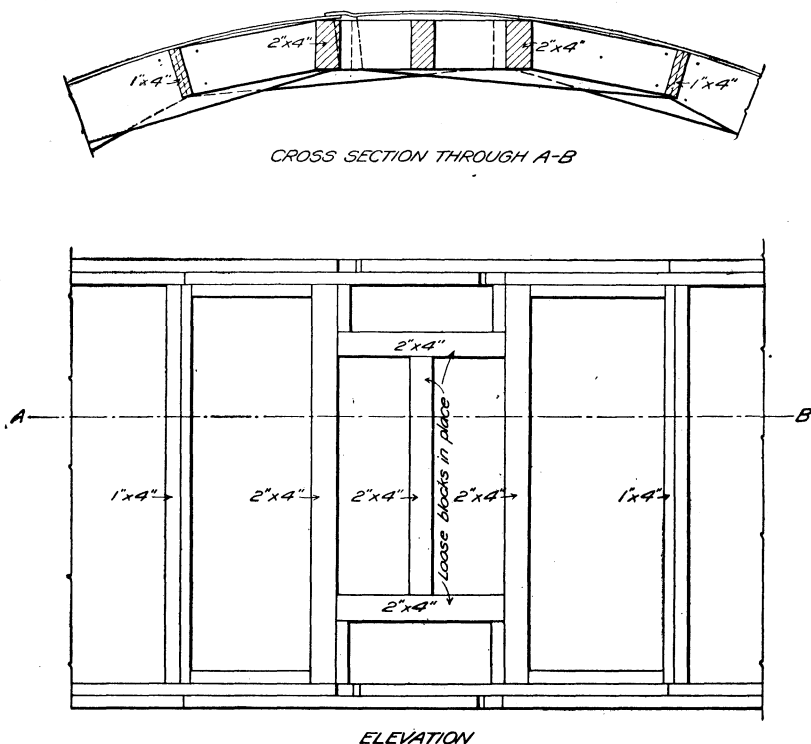 2"x4"
2"x4"
1"x4"
1"x4"
CROSS SECTION THROUGH A-B
2"x4"
A
B
Loose blocks in place
1"x4"
2"x4"
2"x4"
2"x4"
1"x4"
2"x4"
ELEVATION